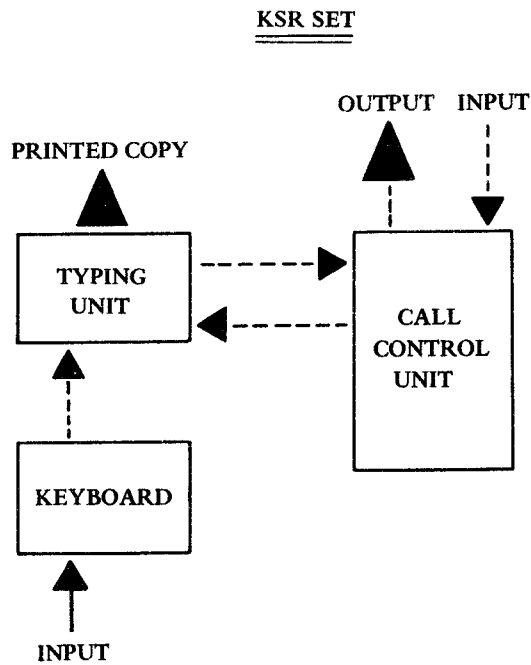 KSR SET
OUTPUT INPUT
PRINTED COPY
TYPING
UNIT
CALL
CONTROL
UNIT
KEYBOARD
INPUT